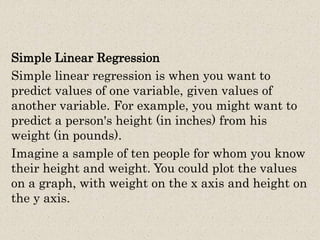 Simple Linear Regression
Simple linear regression is when you want to
predict values of one variable, given values of
another variable. For example, you might want to
predict a person's height (in inches) from his
weight (in pounds).
Imagine a sample of ten people for whom you know
their height and weight. You could plot the values
on a graph, with weight on the x axis and height on
the y axis.